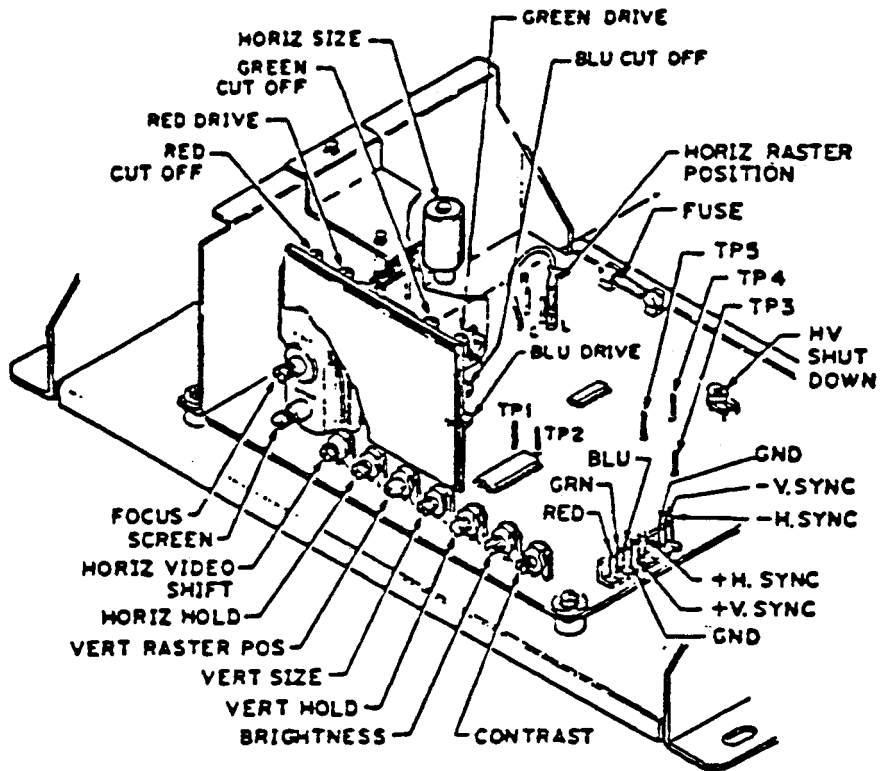 GREEN DRIVE
HORIZ SIZE
GREEN
CUT OFF
BLU CUT OFF
RED DRIVE
RED
CUT OFF
HORIZ RASTER
POSITION
FUSE
TP5
TP4
TP3
HV
SHUT
DOWN
R
C
L
BLU DRIVE
TP1
TP2
BLU
GRN
RED
GND
-V.SYNC
-H.SYNC
+H. SYNC
+V. SYNC
GND
FOCUS
SCREEN
HORIZ VIDEO
SHIFT
HORIZ HOLD
VERT RASTER POS
VERT SIZE
VERT HOLD
BRIGHTNESS
CONTRAST